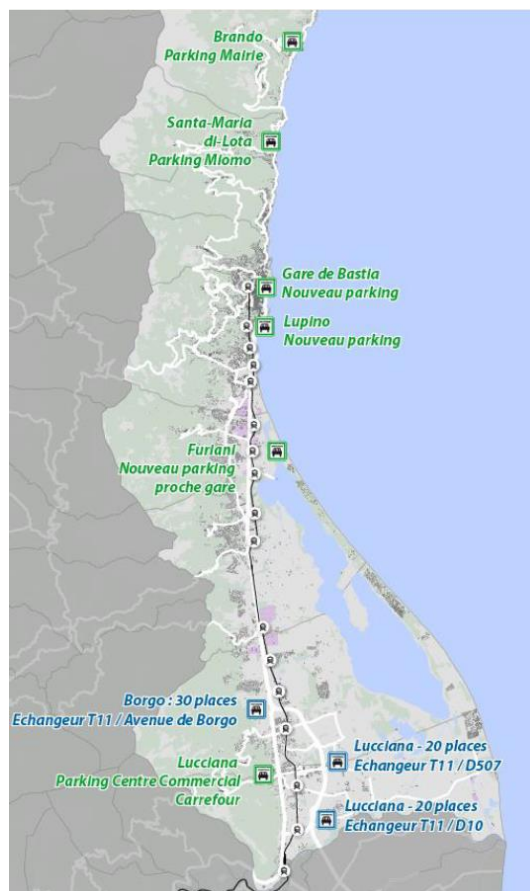 Brando
Parking Mairie
Santa-Maria
di-Lota
Parking Miomo
Gare de Bastia
Nouveau parking
Lupino
Nouveau parking
Furiani
Nouveau parking
proche gare
Borgo : 30 places
Echangeur T11 / Avenue de Borgo
Lucciana - 20 places
Echangeur T11 / D507
Lucciana
Parking Centre Commercial
Carrefour
Lucciana - 20 places
Echangeur T11 / D10